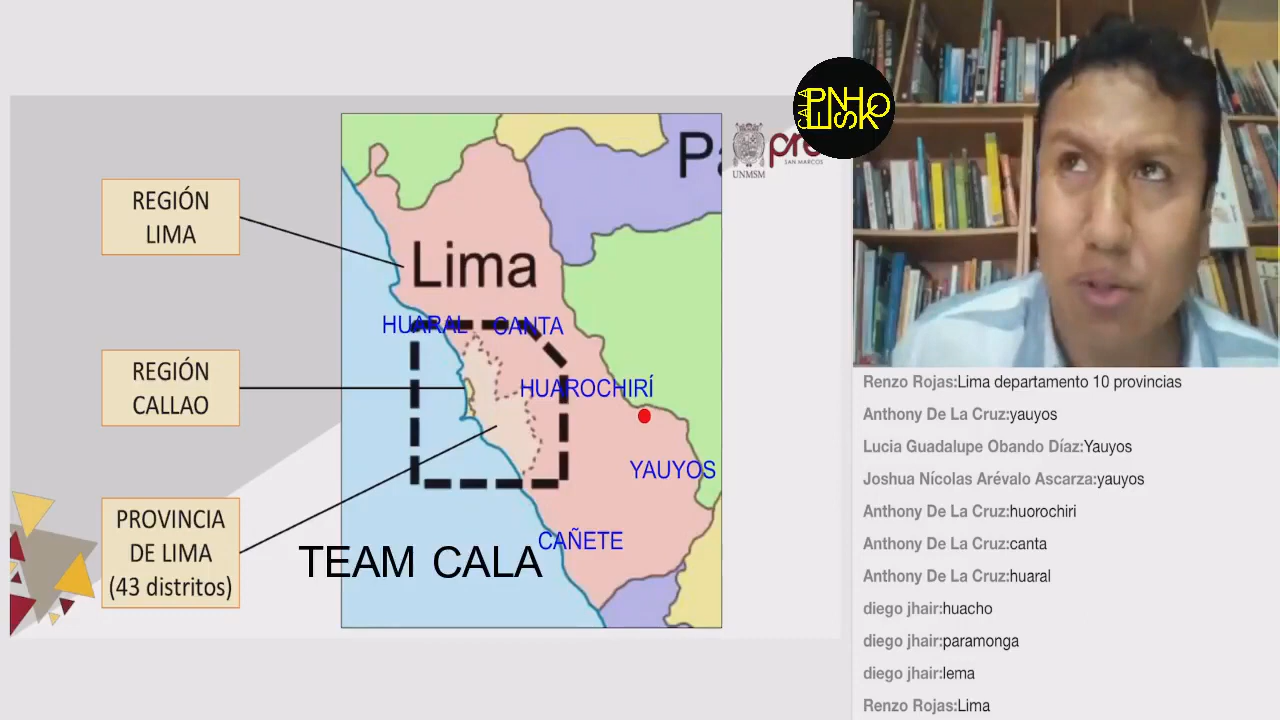 REGIÓN
LIMA
REGIÓN
CALLAO
PROVINCIA
DE LIMA
(43 distritos)
Lima
Pa
HUARAL
CANTA
HUAROCHIRÍ
YAUYOS
CAÑETE
TEAM CALA
UNMSM
pre
SAN MARCOS
CALA
Renzo Rojas:Lima departamento 10 provincias
Anthony De La Cruz:yauyos
Lucia Guadalupe Obando Díaz:Yauyos
Joshua Nícolas Arévalo Ascarza:yauyos
Anthony De La Cruz:huorochiri
Anthony De La Cruz:canta
Anthony De La Cruz:huaral
diego jhair:huacho
diego jhair:paramonga
diego jhair:lema
Renzo Rojas:Lima